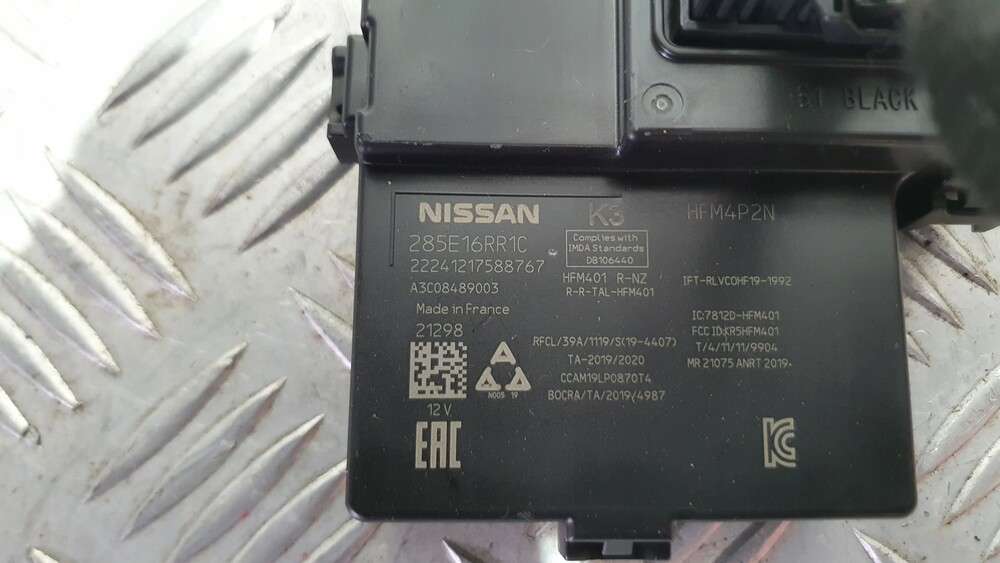 BLACK
NISSAN
285E16RR1C
22241217588767
A3C08489003
Made in France
21298
12 V
EAC
K3
Complies with
IMDA Standards
DB106440
HFM401 R-NZ
R-R-TAL-HFM401
RFCL/39A/1119/S(19-4407)
TA-2019/2020
CCAM19LP0870T4
BOCRA/TA/2019/4987
N005 19
HFM4P2N
IFT-RLVCOHF19-1992
IC:7812D-HFM401
FCC ID:KR5HFM401
T/4/11/11/9904
MR 21075 ANRT 2019
KC